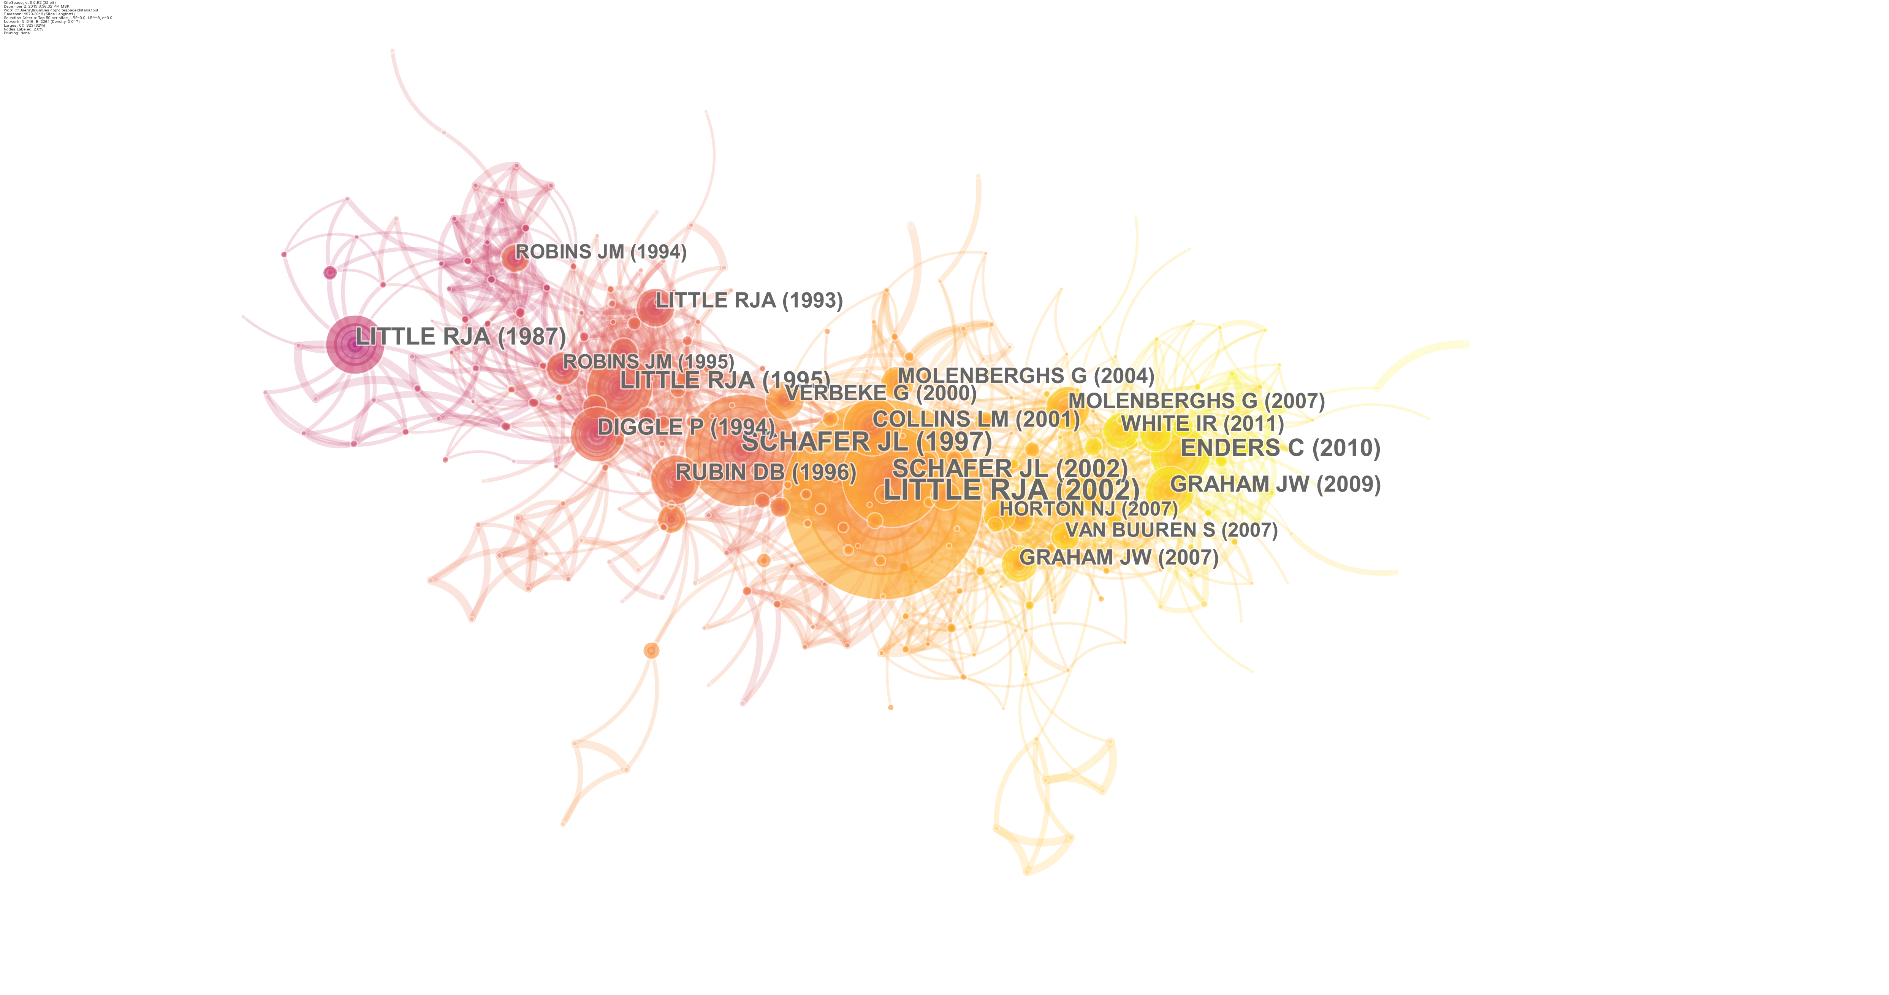 ROBINS JM (1994)
LITTLE RJA (1993)
LITTLE RJA (1987)
ROBINS JM (1995)
LITTLE RJA (1995)
MOLENBERGHS G (2004)
VERBEKE G (2000)
MOLENBERGHS G (2007)
COLLINS LM (2001)
WHITE IR (2011)
DIGGLE P (1994)
SCHAFER JL (1997)
ENDERS C (2010)
RUBIN DB (1996)
SCHAFER JL (2002)
GRAHAM JW (2009)
LITTLE RJA (2002)
HORTON NJ (2007)
VAN BUUREN S (2007)
GRAHAM JW (2007)